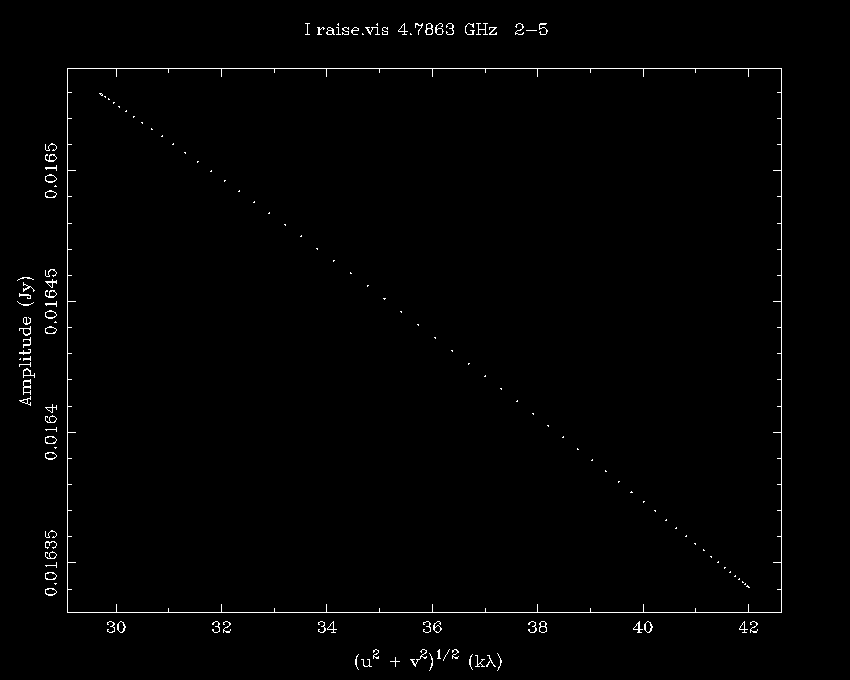 I raise.vis 4.7863 GHz 2-5
0.0165
0.01645
0.0164
0.01635
Amplitude (Jy)
30 32 34 36 38 40 42
(u² + v²)¹/² (kλ)